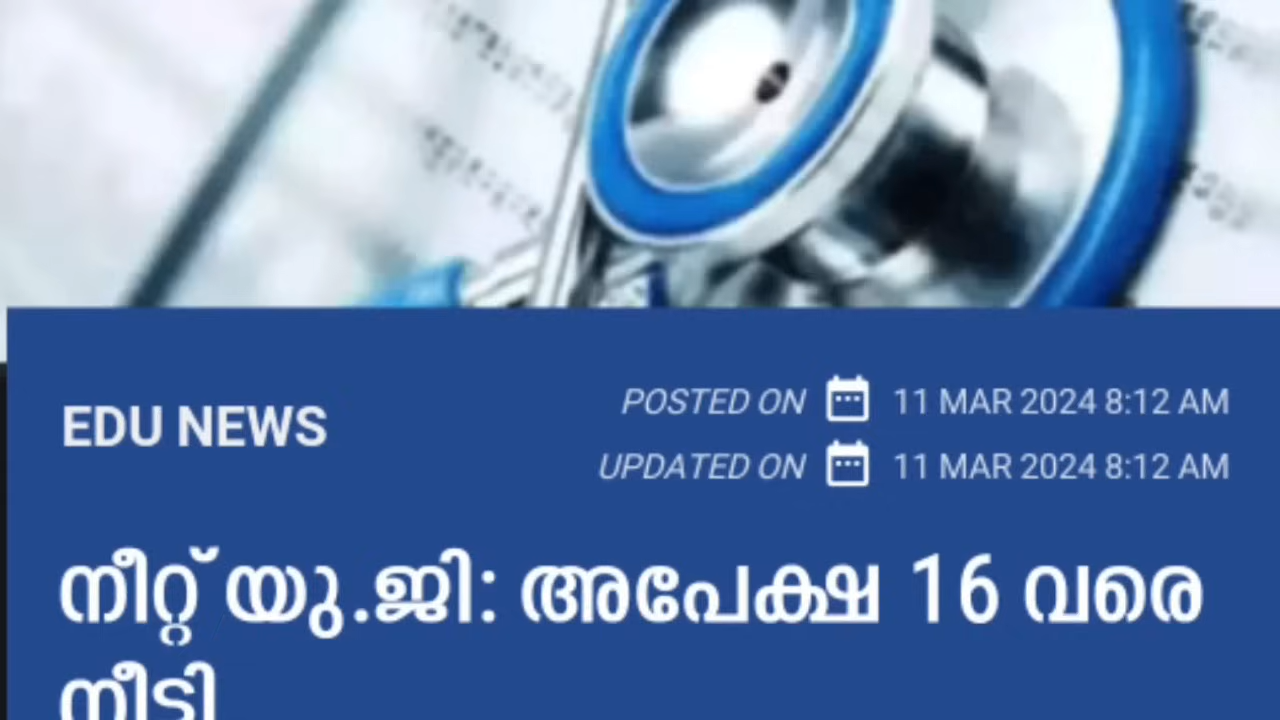 EDU NEWS
POSTED ON 11 MAR 2024 8:12 AM
UPDATED ON 11 MAR 2024 8:12 AM
നീറ്റ് യു.ജി: അപേക്ഷ 16 വരെ
നീട്ടി